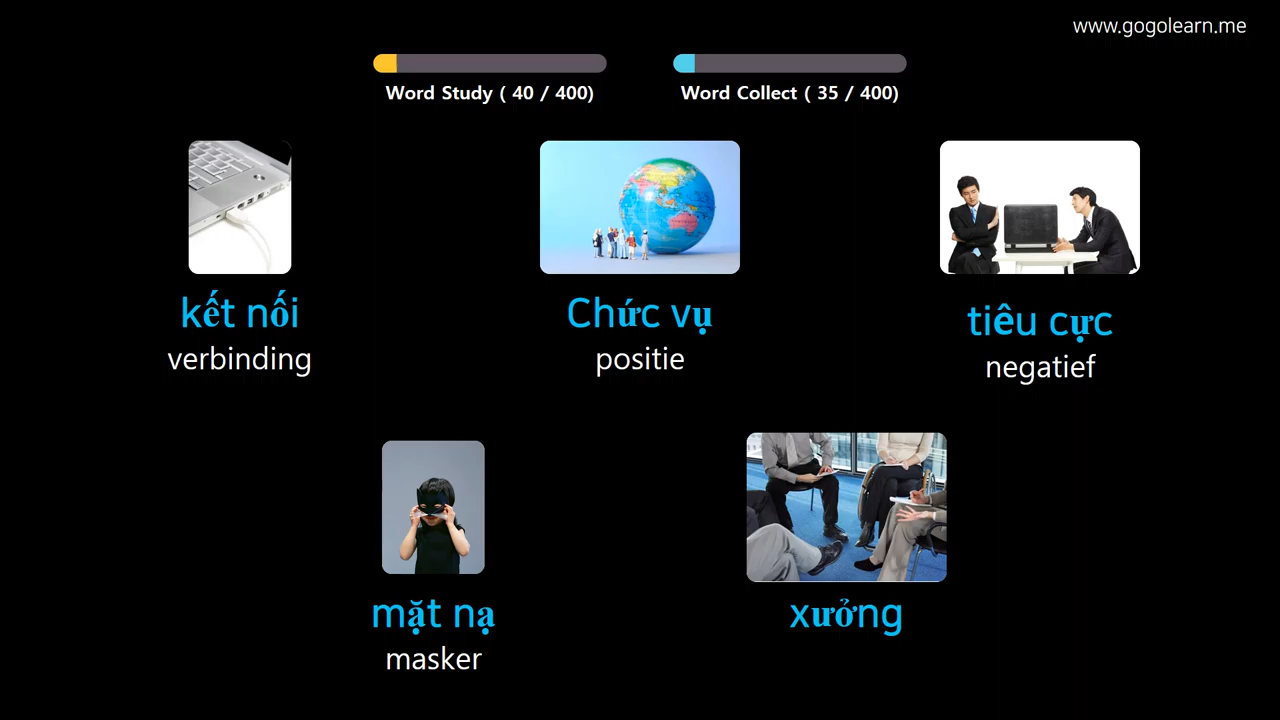 www.gogolearn.me
Word Study ( 40 / 400)
Word Collect ( 35 / 400)
kết nối
verbinding
Chức vụ
positie
tiêu cực
negatief
mặt nạ
masker
xưởng